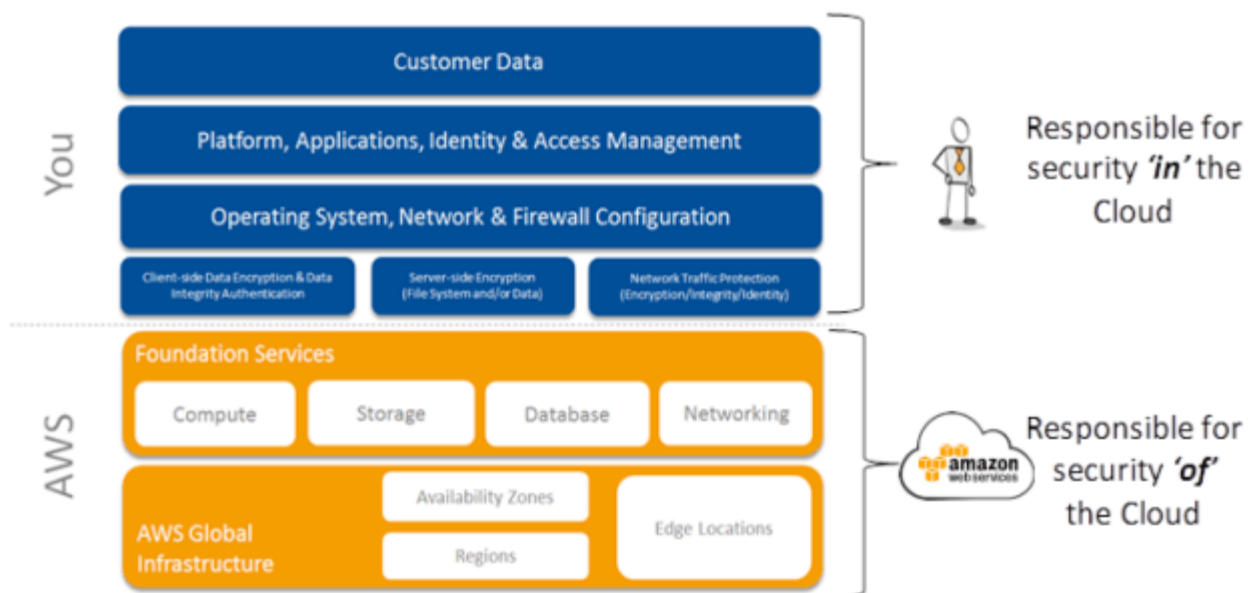 You
Customer Data
Platform, Applications, Identity & Access Management
Operating System, Network & Firewall Configuration
Client-side Data Encryption & Data
Integrity Authentication
Server-side Encryption
(File System and/or Data)
Network Traffic Protection
(Encryption/Integrity/Identity)
Responsible for
security ‘in’ the
Cloud
AWS
Foundation Services
Compute
Storage
Database
Networking
AWS Global
Infrastructure
Availability Zones
Regions
Edge Locations
amazon
webservices
Responsible for
security ‘of’
the Cloud